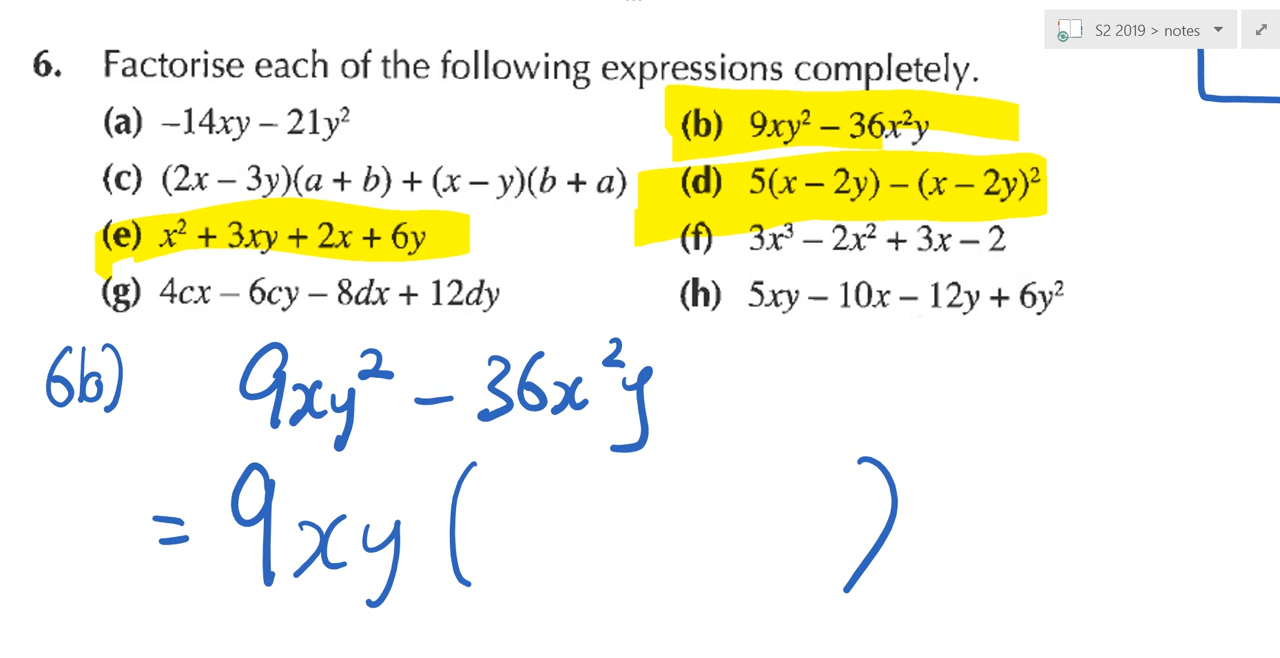 S2 2019 > notes
6. Factorise each of the following expressions completely.
(a) –14xy – 21y² (b) 9xy² – 36x²y
(c) (2x – 3y)(a + b) + (x – y)(b + a) (d) 5(x – 2y) – (x – 2y)²
(e) x² + 3xy + 2x + 6y (f) 3x³ – 2x² + 3x – 2
(g) 4cx – 6cy – 8dx + 12dy (h) 5xy – 10x – 12y + 6y²
6b) 9xy² – 36x²y
= 9xy ( )